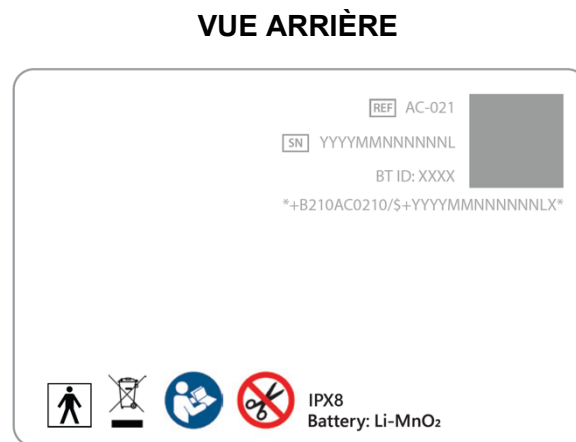 VUE ARRIÈRE
REF AC-021
SN YYYYMMNNNNNNL
BT ID: XXXX
*+B210AC0210/$+YYYYMMNNNNNNLX*
IPX8
Battery: Li-MnO₂